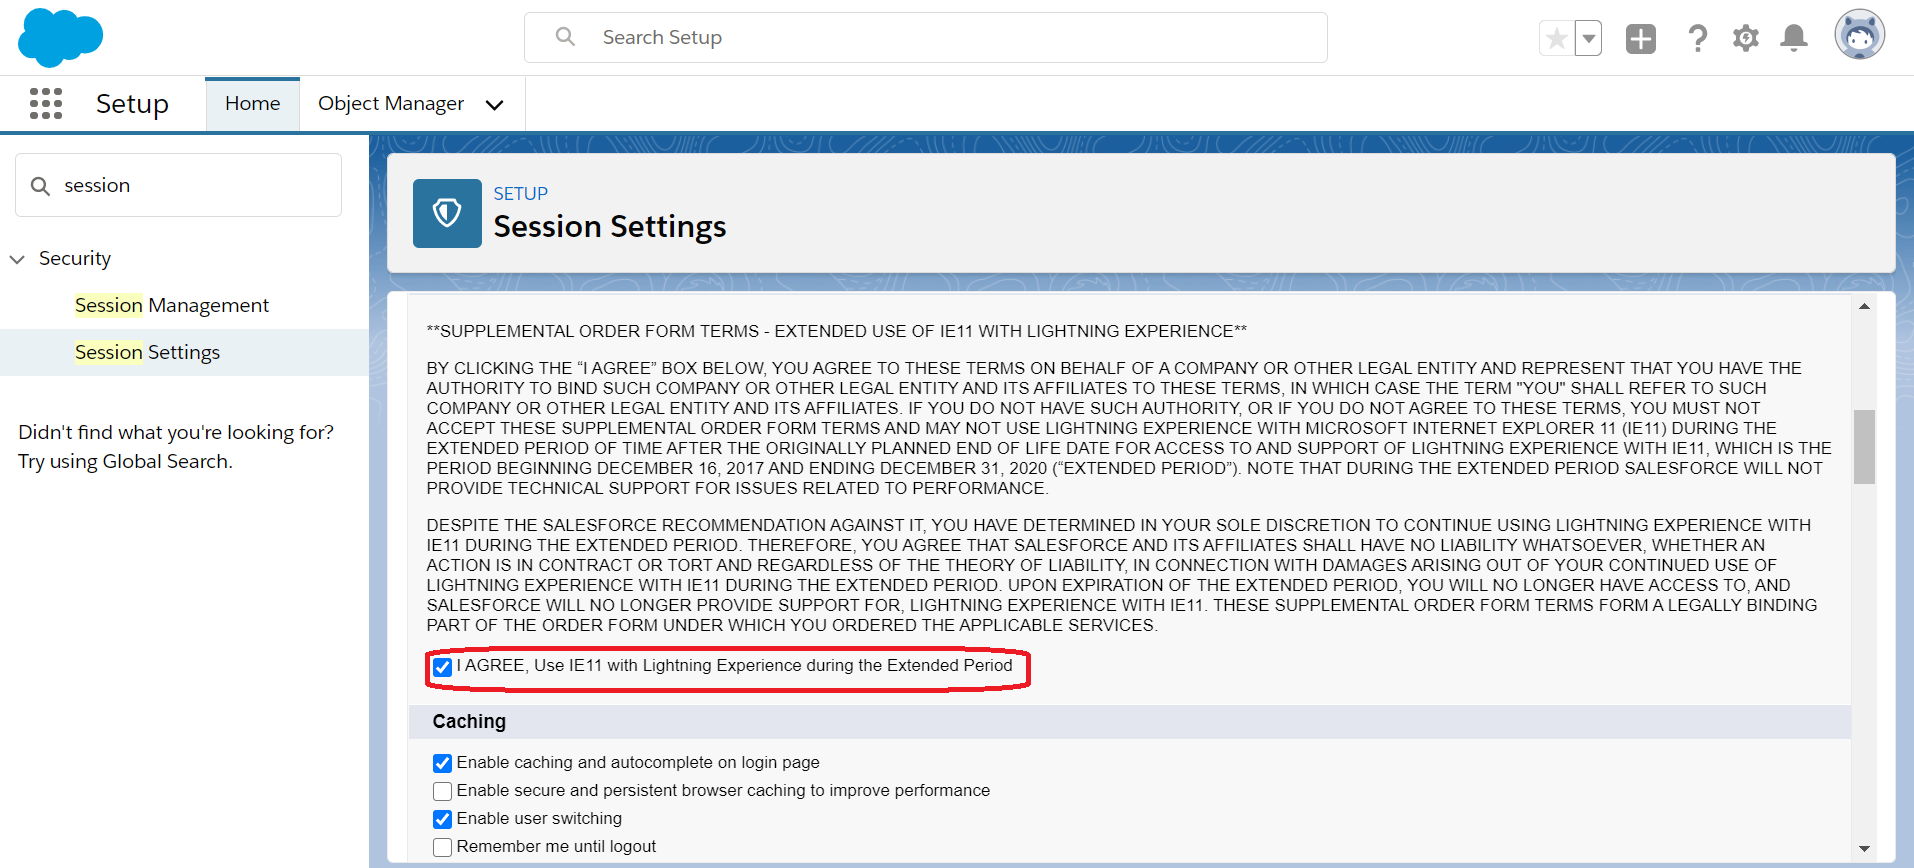 Search Setup
Setup
Home
Object Manager
session
Security
Session Management
Session Settings
Didn't find what you're looking for?
Try using Global Search.
SETUP
Session Settings
**SUPPLEMENTAL ORDER FORM TERMS - EXTENDED USE OF IE11 WITH LIGHTNING EXPERIENCE**
BY CLICKING THE “I AGREE” BOX BELOW, YOU AGREE TO THESE TERMS ON BEHALF OF A COMPANY OR OTHER LEGAL ENTITY AND REPRESENT THAT YOU HAVE THE
AUTHORITY TO BIND SUCH COMPANY OR OTHER LEGAL ENTITY AND ITS AFFILIATES TO THESE TERMS, IN WHICH CASE THE TERM "YOU" SHALL REFER TO SUCH
COMPANY OR OTHER LEGAL ENTITY AND ITS AFFILIATES. IF YOU DO NOT HAVE SUCH AUTHORITY, OR IF YOU DO NOT AGREE TO THESE TERMS, YOU MUST NOT
ACCEPT THESE SUPPLEMENTAL ORDER FORM TERMS AND MAY NOT USE LIGHTNING EXPERIENCE WITH MICROSOFT INTERNET EXPLORER 11 (IE11) DURING THE
EXTENDED PERIOD OF TIME AFTER THE ORIGINALLY PLANNED END OF LIFE DATE FOR ACCESS TO AND SUPPORT OF LIGHTNING EXPERIENCE WITH IE11, WHICH IS THE
PERIOD BEGINNING DECEMBER 16, 2017 AND ENDING DECEMBER 31, 2020 (“EXTENDED PERIOD”). NOTE THAT DURING THE EXTENDED PERIOD SALESFORCE WILL NOT
PROVIDE TECHNICAL SUPPORT FOR ISSUES RELATED TO PERFORMANCE.
DESPITE THE SALESFORCE RECOMMENDATION AGAINST IT, YOU HAVE DETERMINED IN YOUR SOLE DISCRETION TO CONTINUE USING LIGHTNING EXPERIENCE WITH
IE11 DURING THE EXTENDED PERIOD. THEREFORE, YOU AGREE THAT SALESFORCE AND ITS AFFILIATES SHALL HAVE NO LIABILITY WHATSOEVER, WHETHER AN
ACTION IS IN CONTRACT OR TORT AND REGARDLESS OF THE THEORY OF LIABILITY, IN CONNECTION WITH DAMAGES ARISING OUT OF YOUR CONTINUED USE OF
LIGHTNING EXPERIENCE WITH IE11 DURING THE EXTENDED PERIOD. UPON EXPIRATION OF THE EXTENDED PERIOD, YOU WILL NO LONGER HAVE ACCESS TO, AND
SALESFORCE WILL NO LONGER PROVIDE SUPPORT FOR, LIGHTNING EXPERIENCE WITH IE11. THESE SUPPLEMENTAL ORDER FORM TERMS FORM A LEGALLY BINDING
PART OF THE ORDER FORM UNDER WHICH YOU ORDERED THE APPLICABLE SERVICES.
I AGREE, Use IE11 with Lightning Experience during the Extended Period
Caching
Enable caching and autocomplete on login page
Enable secure and persistent browser caching to improve performance
Enable user switching
Remember me until logout